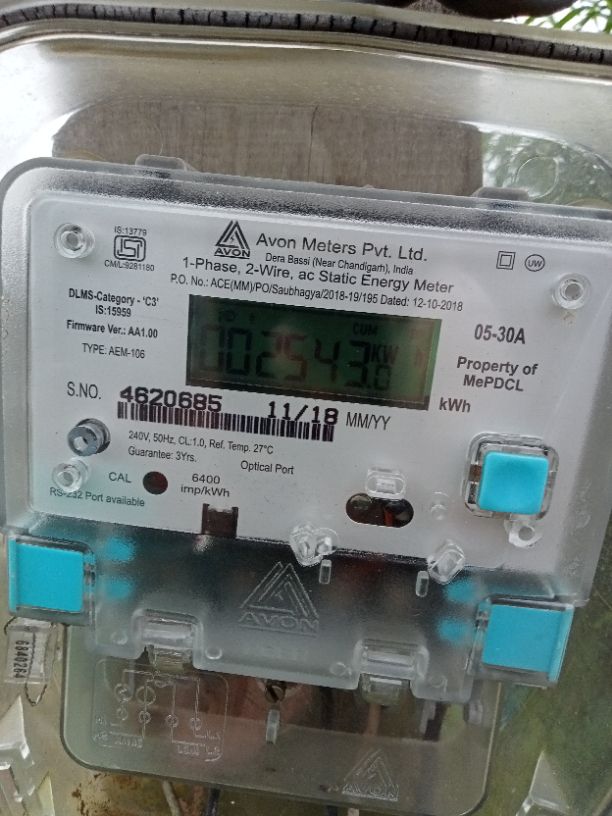 IS:13779
ISI
CM/L:9281180
AVON
Avon Meters Pvt. Ltd.
Dera Bassi (Near Chandigarh), India
UW
1-Phase, 2-Wire, ac Static Energy Meter
P.O. No.: ACE(MM)/PO/Saubhagya/2018-19/195 Dated: 12-10-2018
DLMS-Category - 'C3'
IS:15959
Firmware Ver.: AA1.00
TYPE: AEM-106
CUM
002543.0 KW
05-30A
Property of
MePDCL
kWh
S.NO. 4620685 11/18 MM/YY
240V, 50Hz, CL:1.0, Ref. Temp. 27°C
Guarantee: 3Yrs.
Optical Port
CAL
6400
imp/kWh
RS-232 Port available
AVON
6840264
AVON